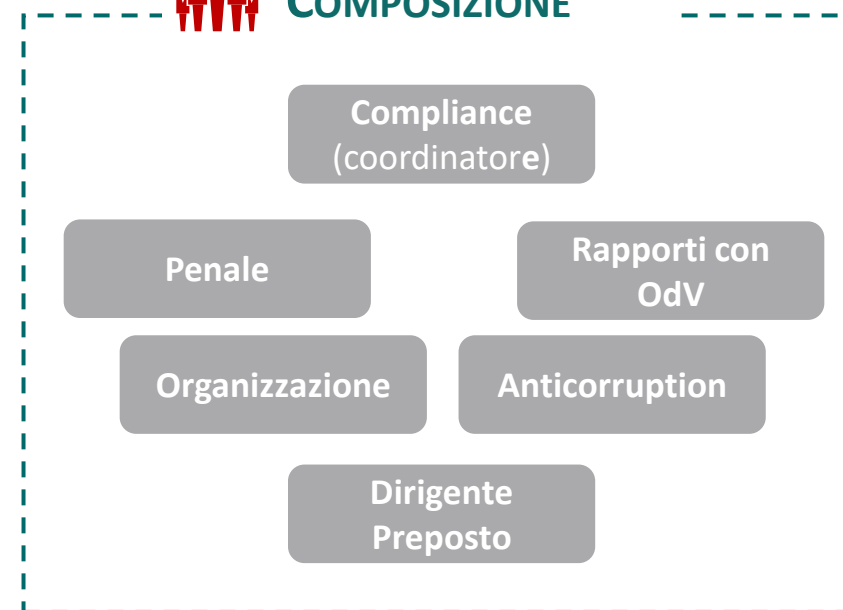 COMPOSIZIONE
Compliance
(coordinatore)
Penale
Rapporti con
OdV
Organizzazione
Anticorruption
Dirigente
Preposto